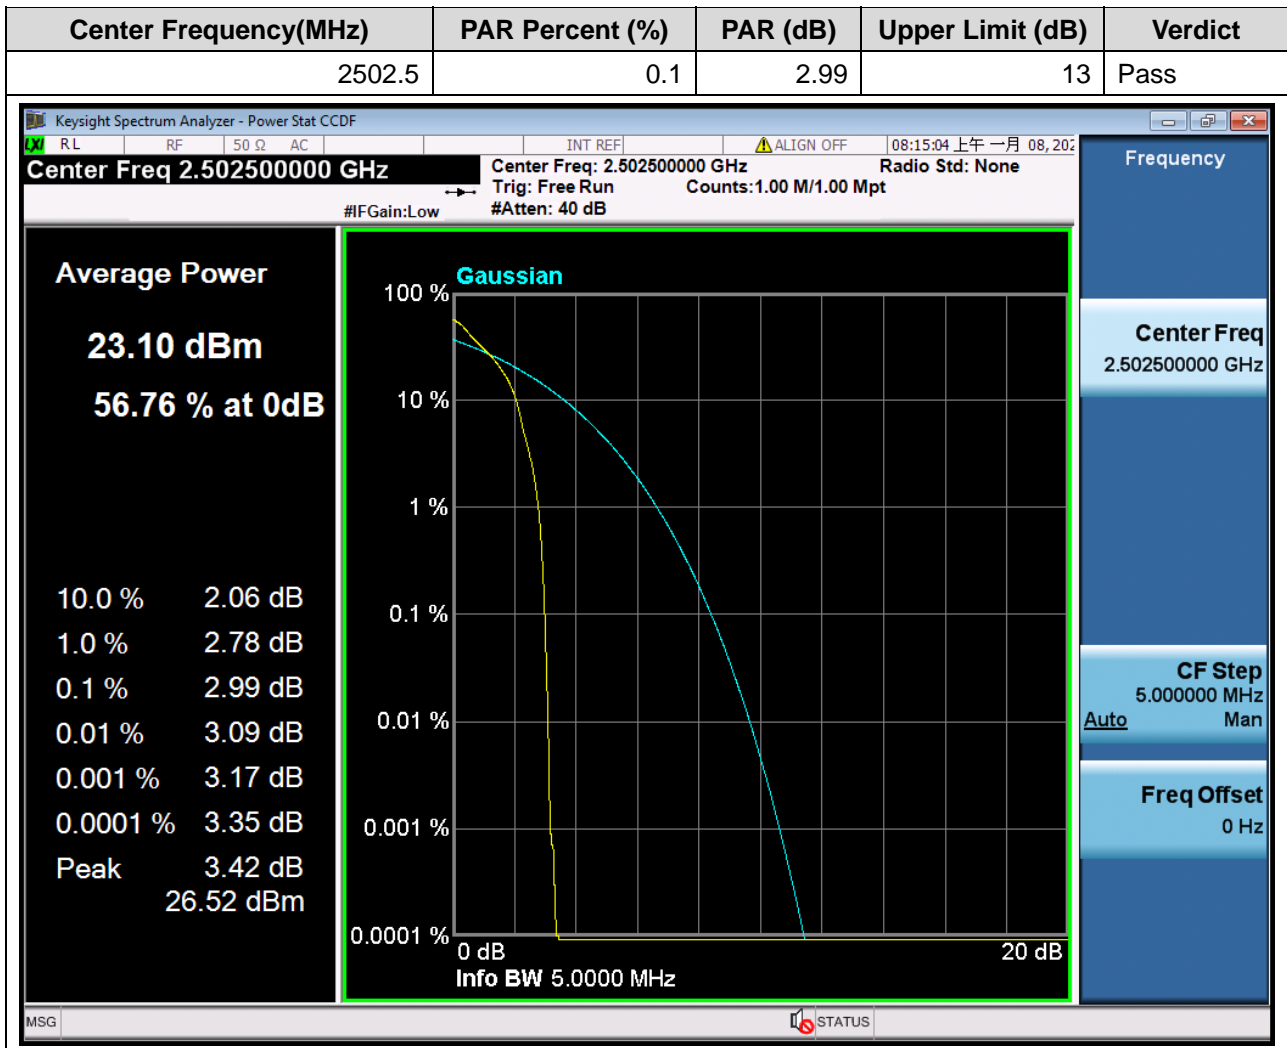 Center Frequency(MHz) PAR Percent (%) PAR (dB) Upper Limit (dB) Verdict
2502.5 0.1 2.99 13 Pass
Keysight Spectrum Analyzer - Power Stat CCDF
LXI RL RF 50 Ω AC INT REF ALIGN OFF 08:15:04 上午 一月 08, 202
Center Freq 2.502500000 GHz
Center Freq: 2.502500000 GHz Radio Std: None
Trig: Free Run Counts:1.00 M/1.00 Mpt
#IFGain:Low #Atten: 40 dB
Frequency
Average Power
23.10 dBm
56.76 % at 0dB
10.0 % 2.06 dB
1.0 % 2.78 dB
0.1 % 2.99 dB
0.01 % 3.09 dB
0.001 % 3.17 dB
0.0001 % 3.35 dB
Peak 3.42 dB
26.52 dBm
Gaussian
100 %
10 %
1 %
0.1 %
0.01 %
0.001 %
0.0001 %
0 dB 20 dB
Info BW 5.0000 MHz
Center Freq
2.502500000 GHz
CF Step
5.000000 MHz
Auto Man
Freq Offset
0 Hz
MSG STATUS